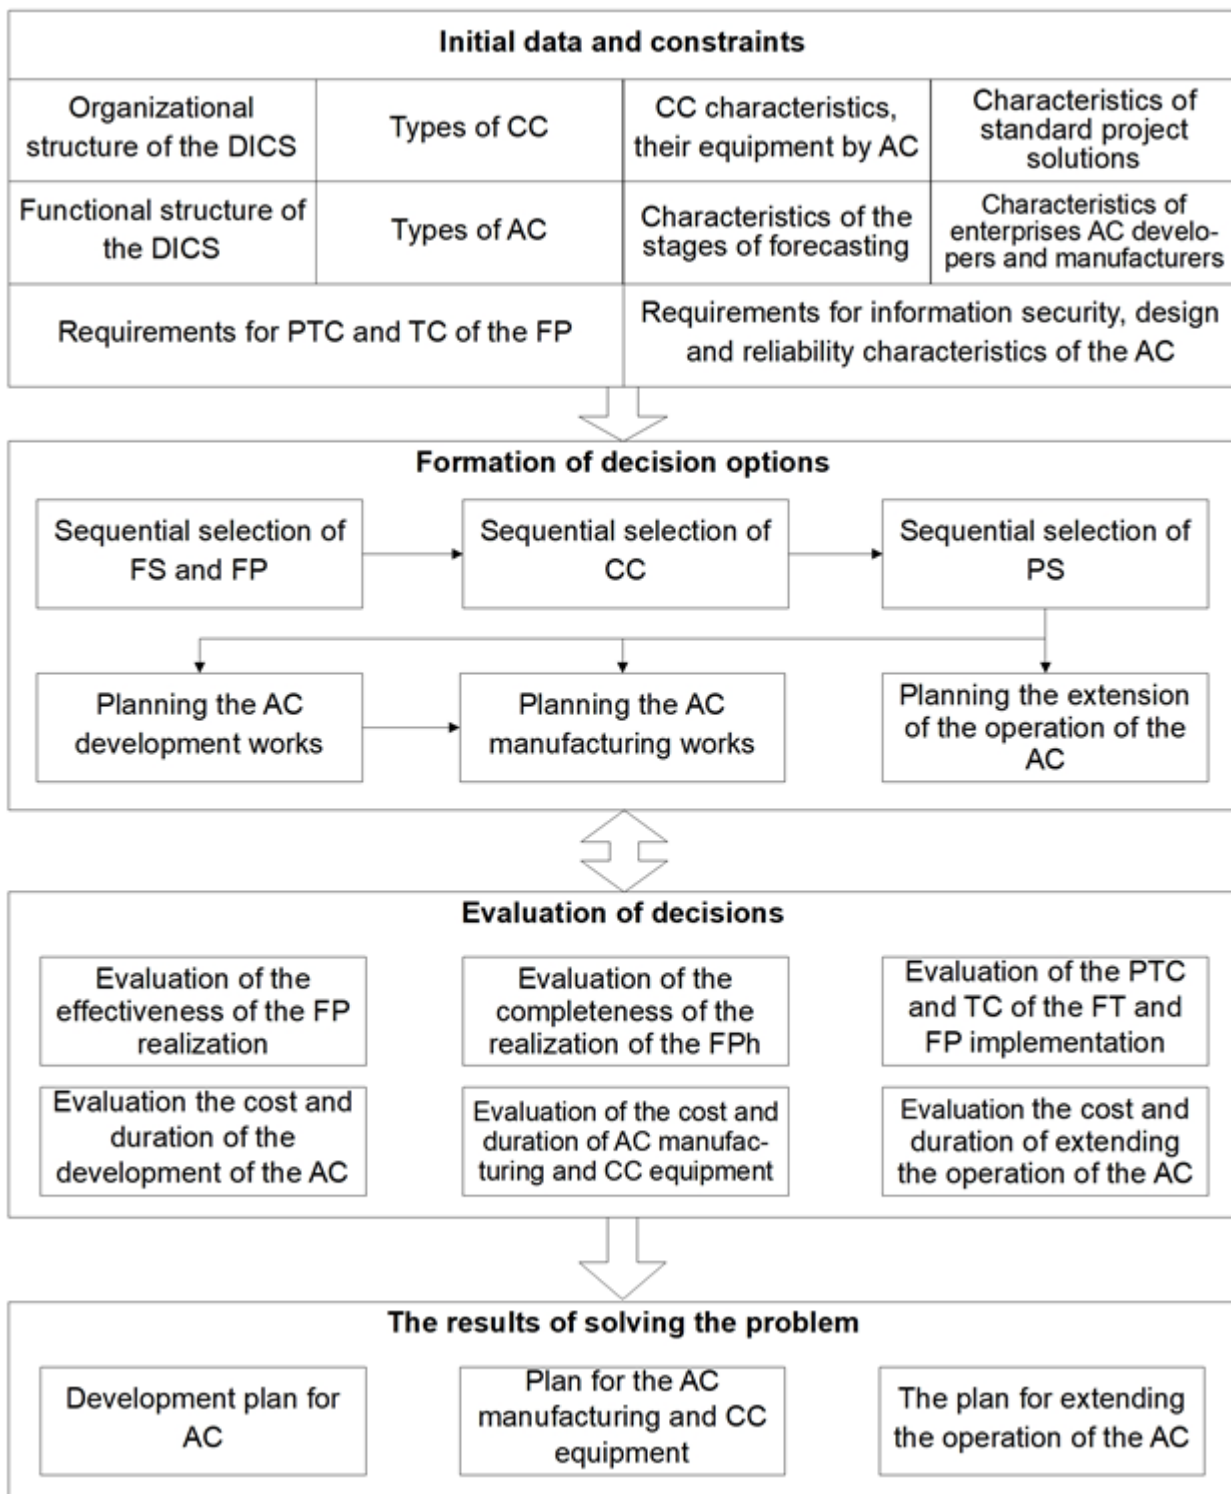 Initial data and constraints
Organizational
structure of the DICS
Types of CC
CC characteristics,
their equipment by AC
Characteristics of
standard project
solutions
Functional structure of
the DICS
Types of AC
Characteristics of the
stages of forecasting
Characteristics of
enterprises AC develo-
pers and manufacturers
Requirements for PTC and TC of the FP
Requirements for information security, design
and reliability characteristics of the AC
Formation of decision options
Sequential selection of
FS and FP
Sequential selection of
CC
Sequential selection of
PS
Planning the AC
development works
Planning the AC
manufacturing works
Planning the extension
of the operation of the
AC
Evaluation of decisions
Evaluation of the
effectiveness of the FP
realization
Evaluation of the
completeness of the
realization of the FPh
Evaluation of the PTC
and TC of the FT and
FP implementation
Evaluation the cost and
duration of the
development of the AC
Evaluation of the cost and
duration of AC manufac-
turing and CC equipment
Evaluation the cost and
duration of extending
the operation of the AC
The results of solving the problem
Development plan for
AC
Plan for the AC
manufacturing and CC
equipment
The plan for extending
the operation of the AC